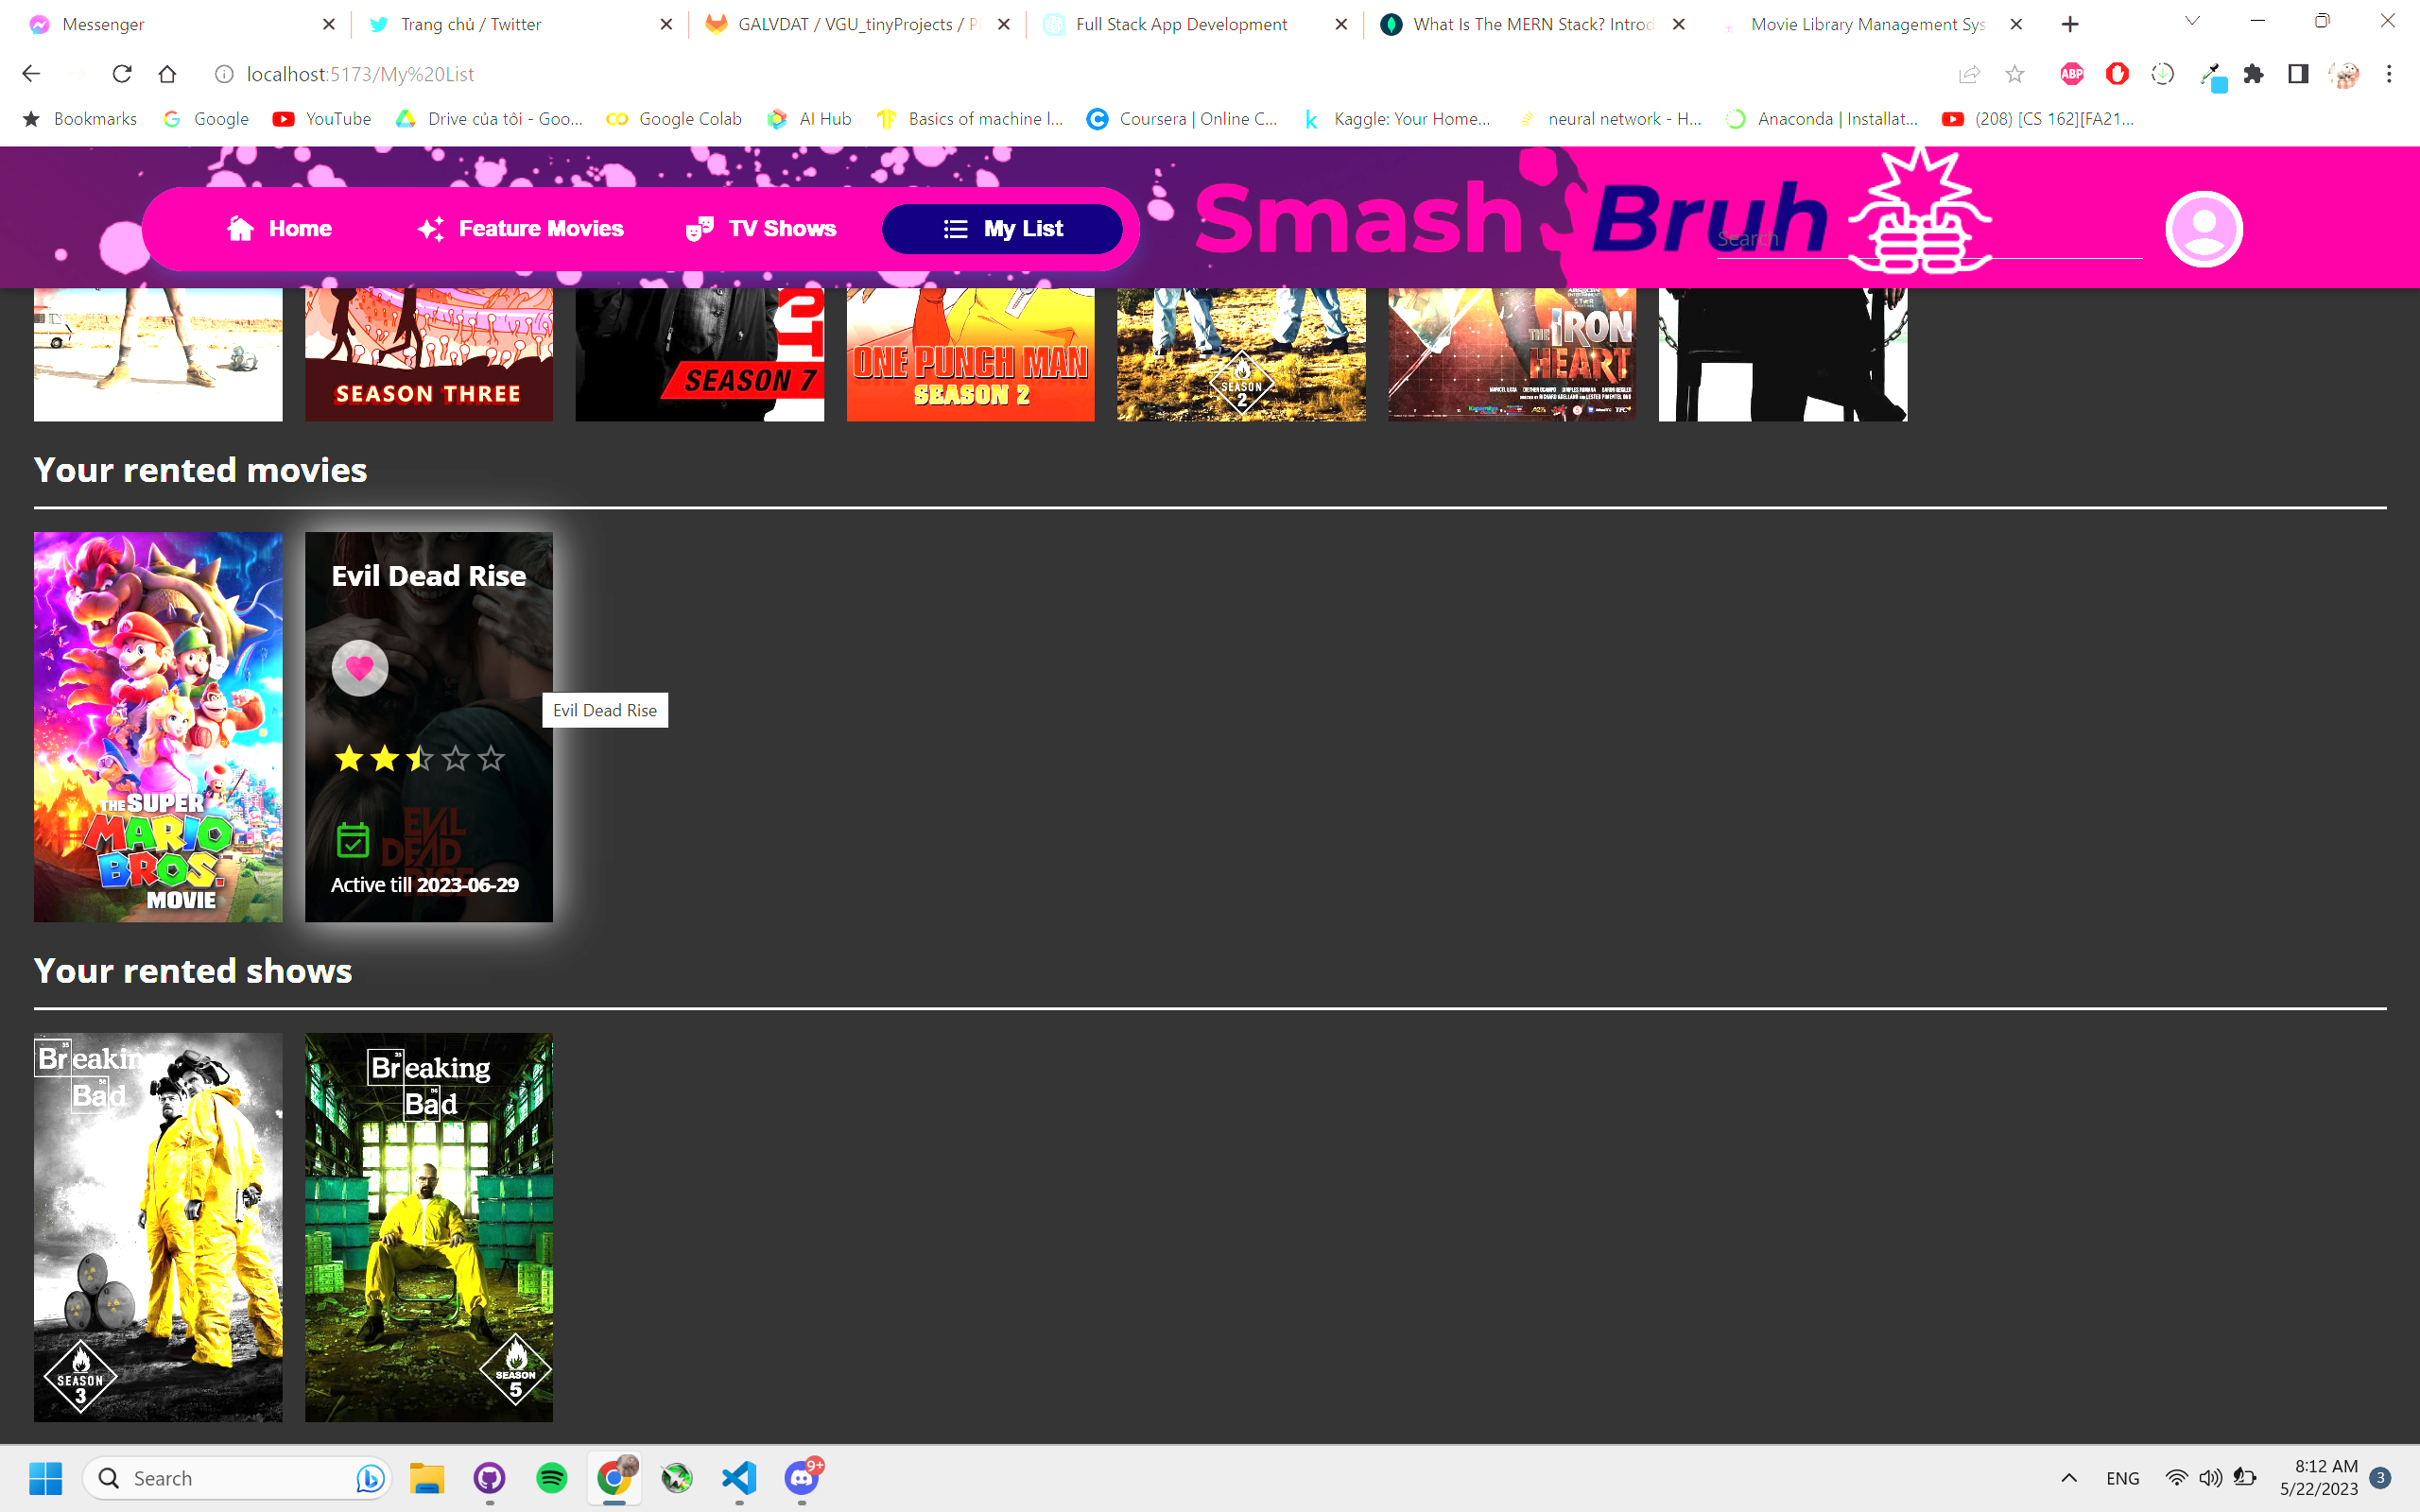 Messenger
Trang chủ / Twitter
GALVDAT / VGU_tinyProjects / P
Full Stack App Development
What Is The MERN Stack? Introd
Movie Library Management Sys
localhost:5173/My%20List
ABP
Bookmarks
Google
YouTube
Drive của tôi - Goo...
Google Colab
AI Hub
Basics of machine l...
Coursera | Online C...
Kaggle: Your Home...
neural network - H...
Anaconda | Installat...
(208) [CS 162][FA21...
Home
Feature Movies
TV Shows
My List
Smash Bruh
Search
SEASON THREE
SEASON 7
ONE PUNCH MAN
SEASON 2
SEASON
2
THE IRON
HEART
Your rented movies
THE SUPER
MARIO
BROS.
MOVIE
Evil Dead Rise
Evil Dead Rise
EVIL
DEAD
RISE
Active till 2023-06-29
Your rented shows
Breaking
Bad
SEASON
3
Breaking
Bad
SEASON
5
Search
9+
ENG
8:12 AM
5/22/2023
3